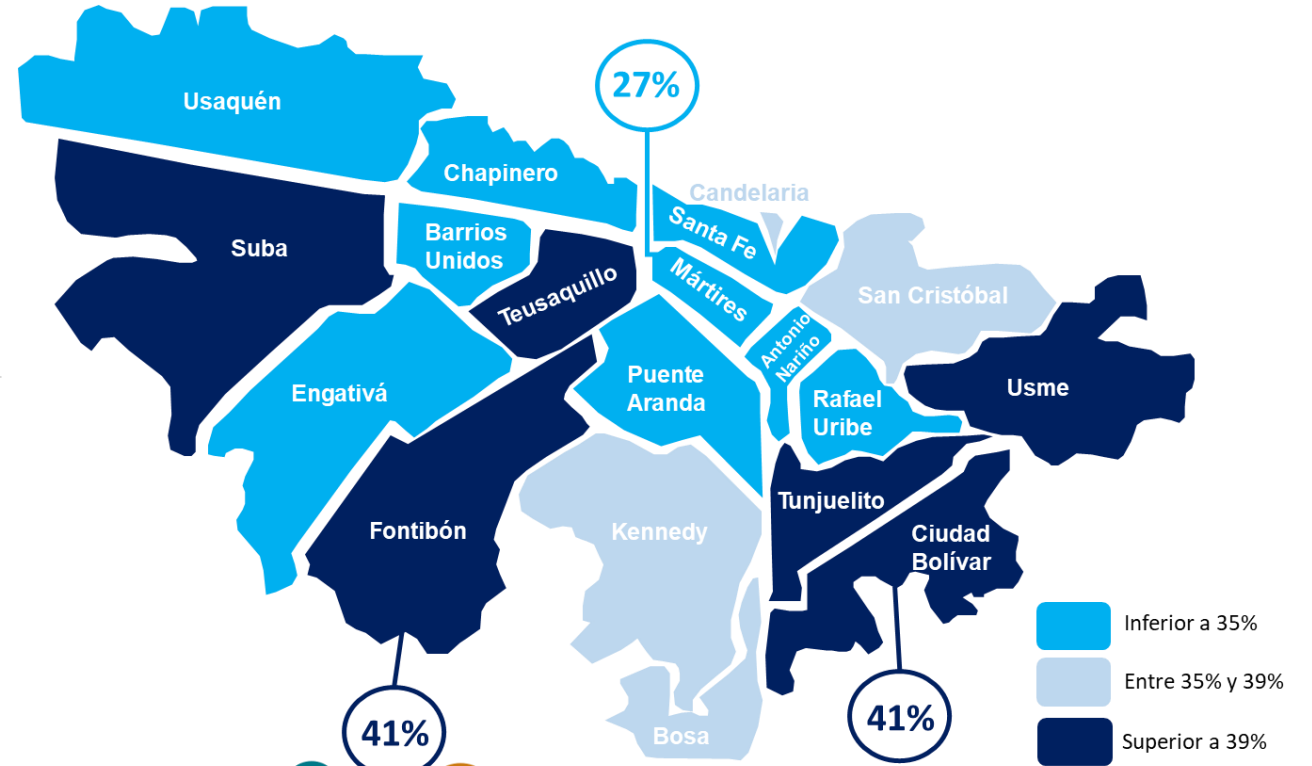 27%
Usaquén
Chapinero
Candelaria
Santa Fe
Suba
Barrios
Unidos
Teusaquillo
Mártires
San Cristóbal
Antonio
Nariño
Engativá
Puente
Aranda
Rafael
Uribe
Usme
Fontibón
Kennedy
Tunjuelito
Ciudad
Bolívar
Bosa
41%
41%
Inferior a 35%
Entre 35% y 39%
Superior a 39%